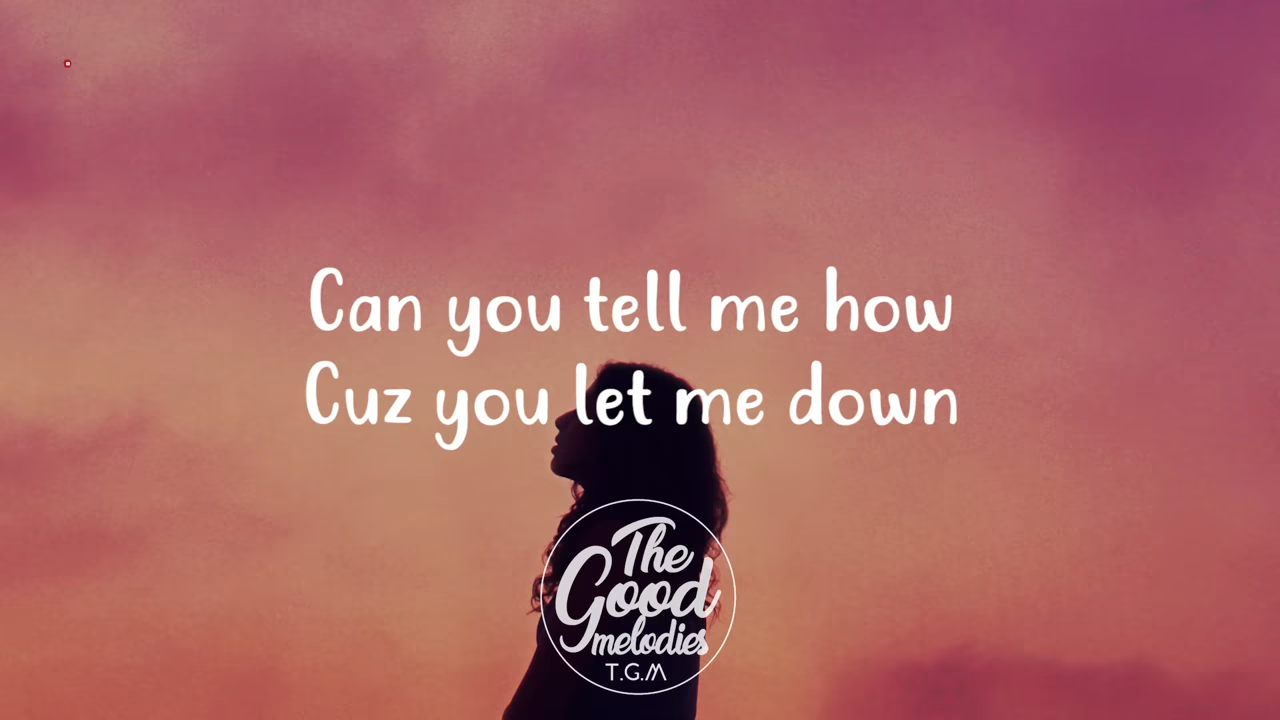 Can you tell me how
Cuz you let me down
The
Good
melodies
T.G.M